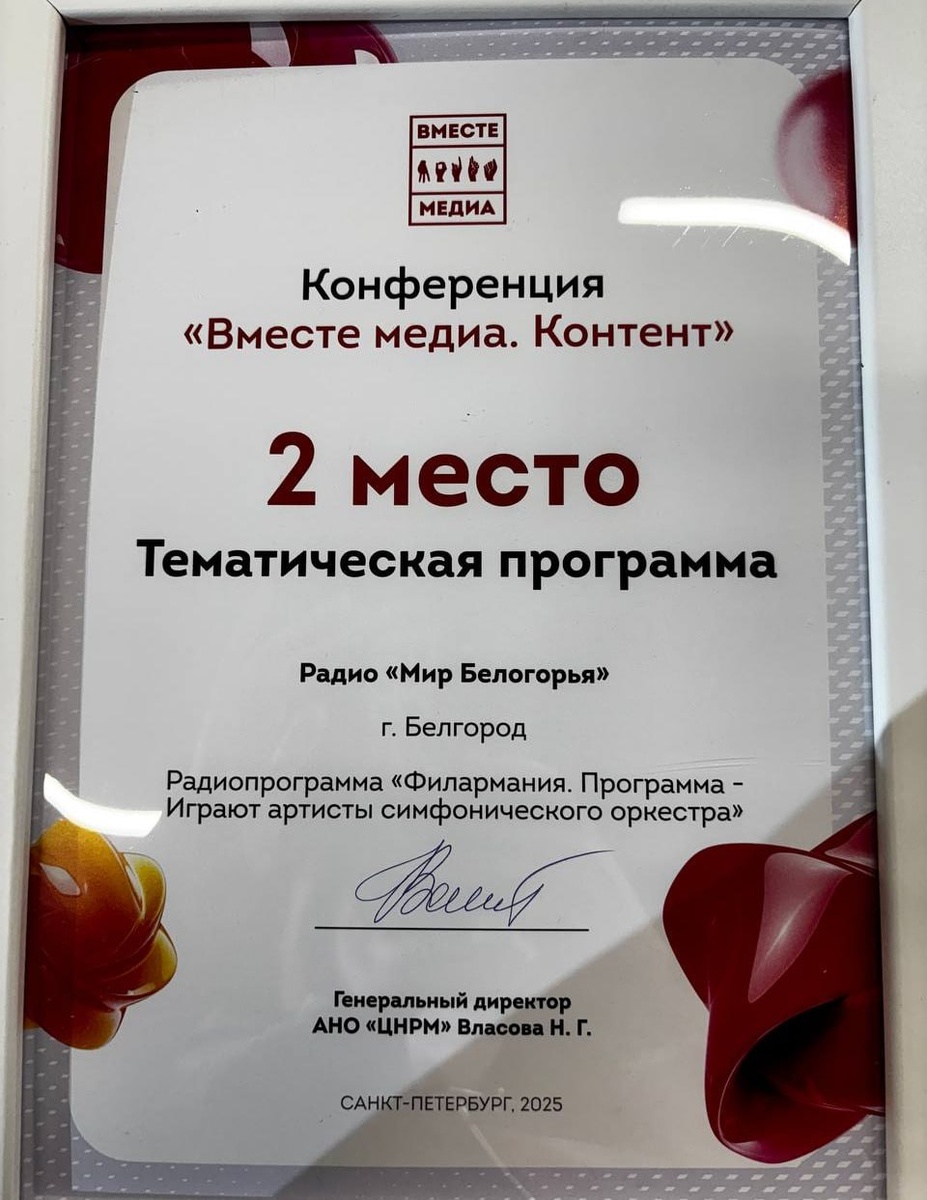 ВМЕСТЕ
МЕДИА
Конференция
«Вместе медиа. Контент»
2 место
Тематическая программа
Радио «Мир Белогорья»
г. Белгород
Радиопрограмма «Филармания. Программа -
Играют артисты симфонического оркестра»
Генеральный директор
АНО «ЦНРМ» Власова Н. Г.
САНКТ-ПЕТЕРБУРГ, 2025